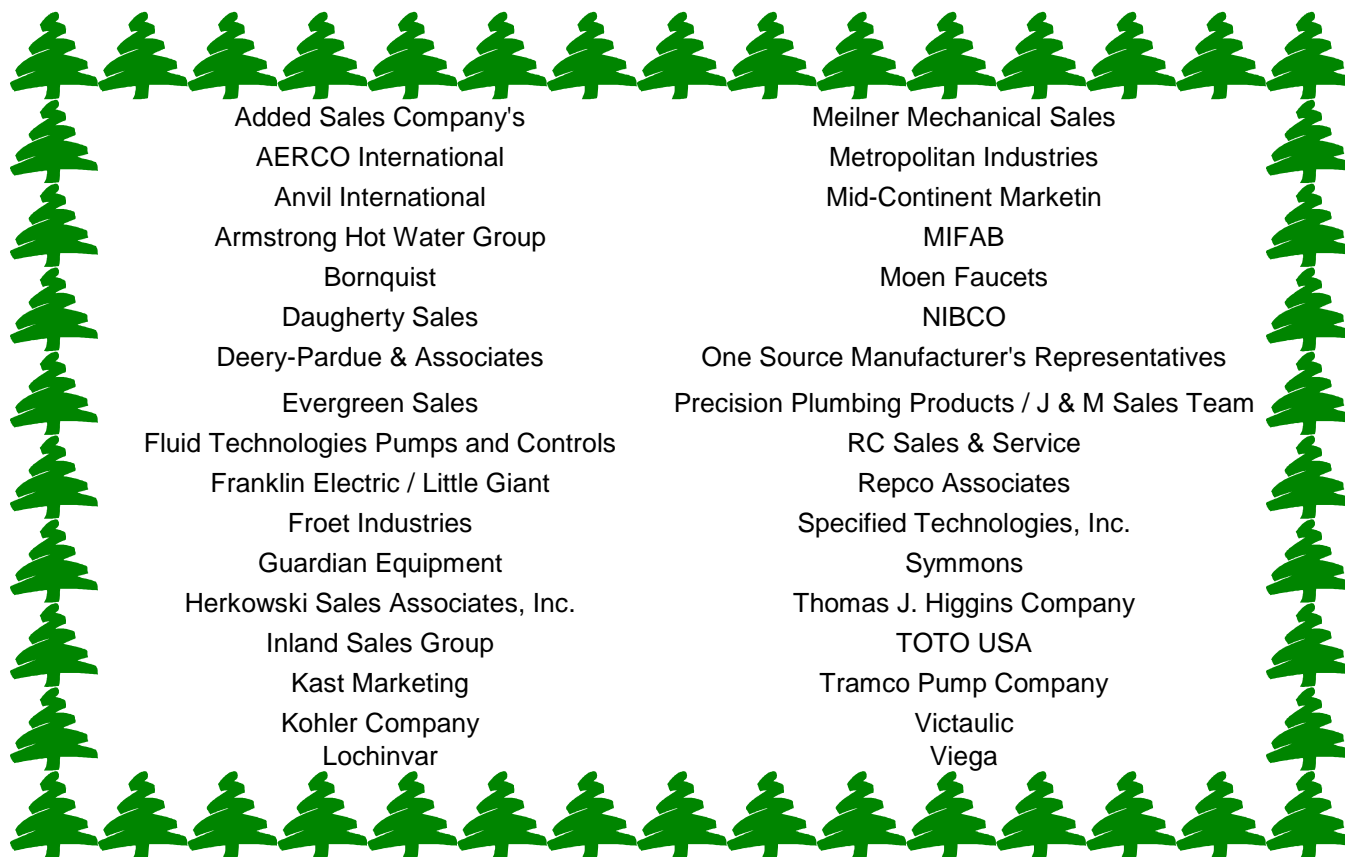 Added Sales Company's
AERCO International
Anvil International
Armstrong Hot Water Group
Bornquist
Daugherty Sales
Deery-Pardue & Associates
Evergreen Sales
Fluid Technologies Pumps and Controls
Franklin Electric / Little Giant
Froet Industries
Guardian Equipment
Herkowski Sales Associates, Inc.
Inland Sales Group
Kast Marketing
Kohler Company
Lochinvar
Meilner Mechanical Sales
Metropolitan Industries
Mid-Continent Marketin
MIFAB
Moen Faucets
NIBCO
One Source Manufacturer's Representatives
Precision Plumbing Products / J & M Sales Team
RC Sales & Service
Repco Associates
Specified Technologies, Inc.
Symmons
Thomas J. Higgins Company
TOTO USA
Tramco Pump Company
Victaulic
Viega